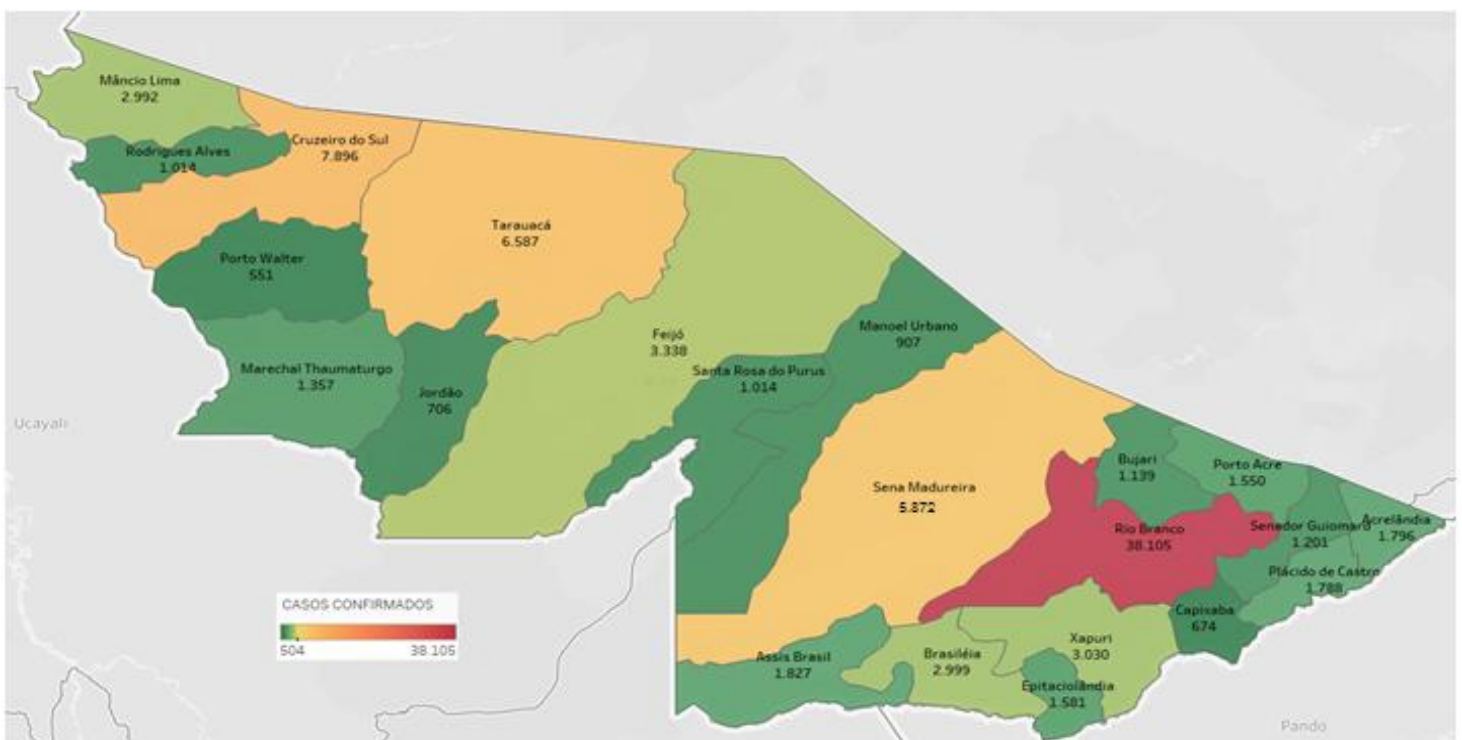 Mâncio Lima
2.992
Rodrigues Alves
1.014
Cruzeiro do Sul
7.896
Tarauacá
6.587
Porto Walter
551
Feijó
3.338
Manoel Urbano
907
Marechal Thaumaturgo
1.357
Jordão
706
Santa Rosa do Purus
1.014
Ucayali
Sena Madureira
5.872
Bujari
1.139
Porto Acre
1.550
Rio Branco
38.105
Senador Guiomard
1.201
Acrelândia
1.796
Plácido de Castro
1.788
Capixaba
674
CASOS CONFIRMADOS
504 38.105
Assis Brasil
1.827
Brasiléia
2.999
Xapuri
3.030
Epitaciolândia
1.581
Pando